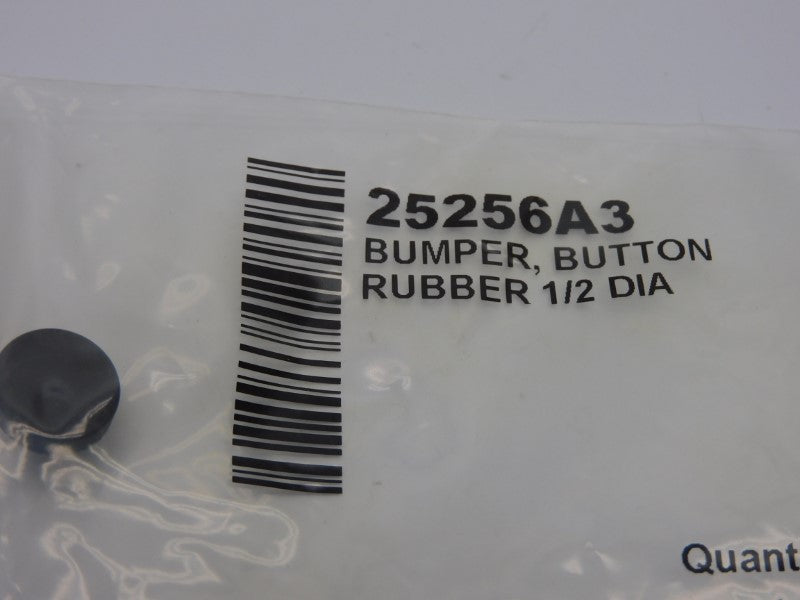 25256A3
BUMPER, BUTTON
RUBBER 1/2 DIA
Quant